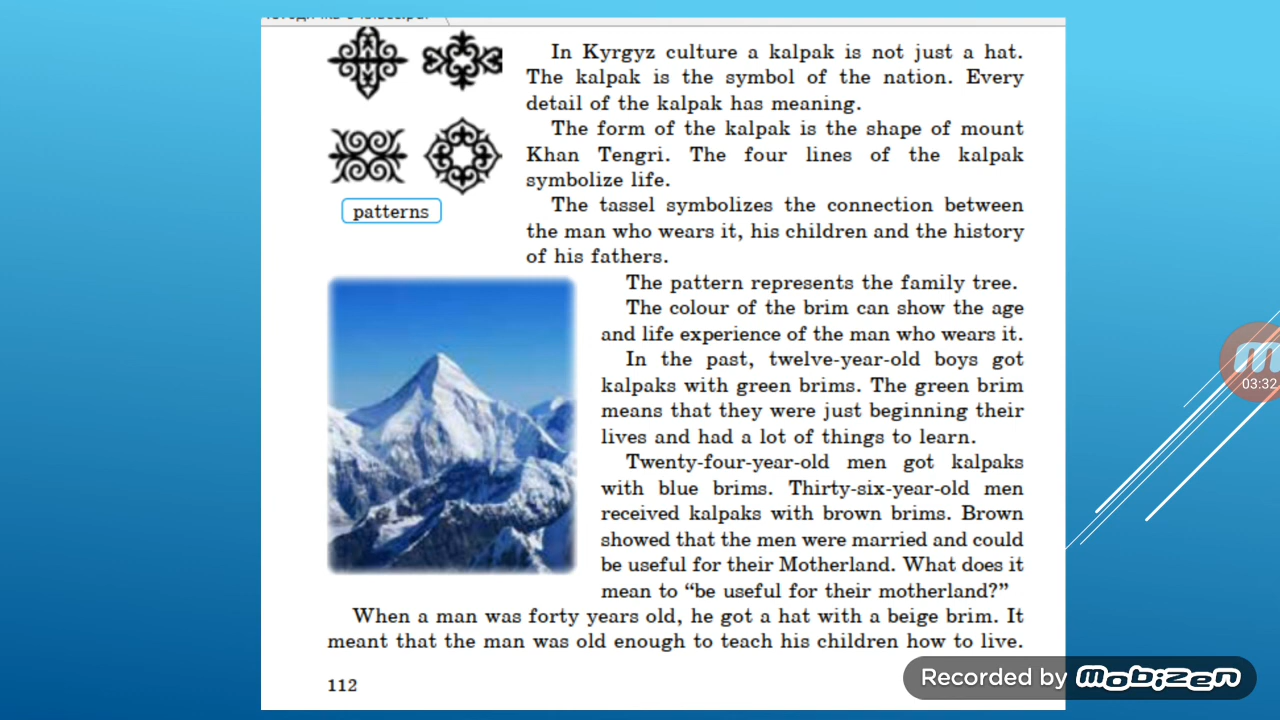 In Kyrgyz culture a kalpak is not just a hat.
The kalpak is the symbol of the nation. Every
detail of the kalpak has meaning.
The form of the kalpak is the shape of mount
Khan Tengri. The four lines of the kalpak
symbolize life.
The tassel symbolizes the connection between
the man who wears it, his children and the history
of his fathers.
patterns
The pattern represents the family tree.
The colour of the brim can show the age
and life experience of the man who wears it.
In the past, twelve-year-old boys got
kalpaks with green brims. The green brim
means that they were just beginning their
lives and had a lot of things to learn.
Twenty-four-year-old men got kalpaks
with blue brims. Thirty-six-year-old men
received kalpaks with brown brims. Brown
showed that the men were married and could
be useful for their Motherland. What does it
mean to “be useful for their motherland?”
When a man was forty years old, he got a hat with a beige brim. It
meant that the man was old enough to teach his children how to live.
112
03:32
Recorded by mobizen